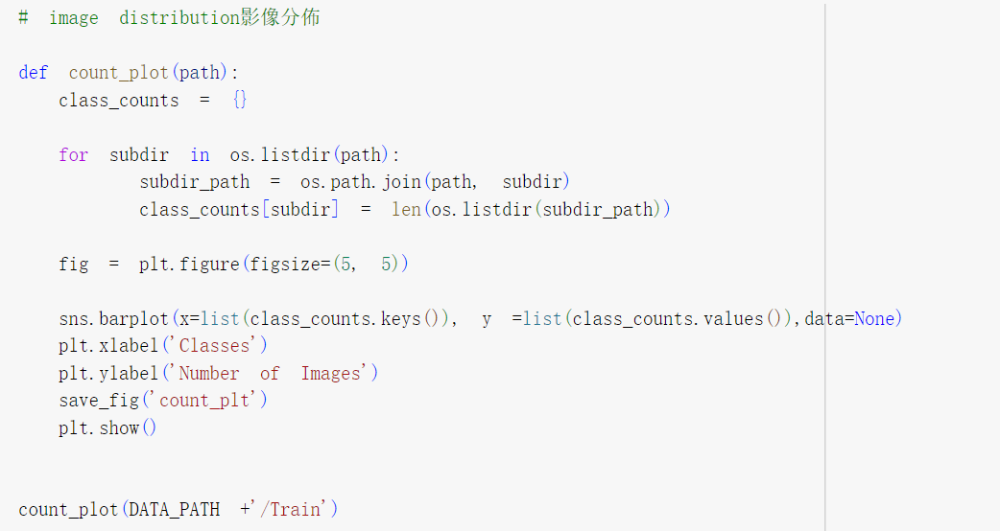 # image distribution影像分佈
def count_plot(path):
class_counts = {}
for subdir in os.listdir(path):
subdir_path = os.path.join(path, subdir)
class_counts[subdir] = len(os.listdir(subdir_path))
fig = plt.figure(figsize=(5, 5))
sns.barplot(x=list(class_counts.keys()), y =list(class_counts.values()),data=None)
plt.xlabel('Classes')
plt.ylabel('Number of Images')
save_fig('count_plt')
plt.show()
count_plot(DATA_PATH +'/Train')